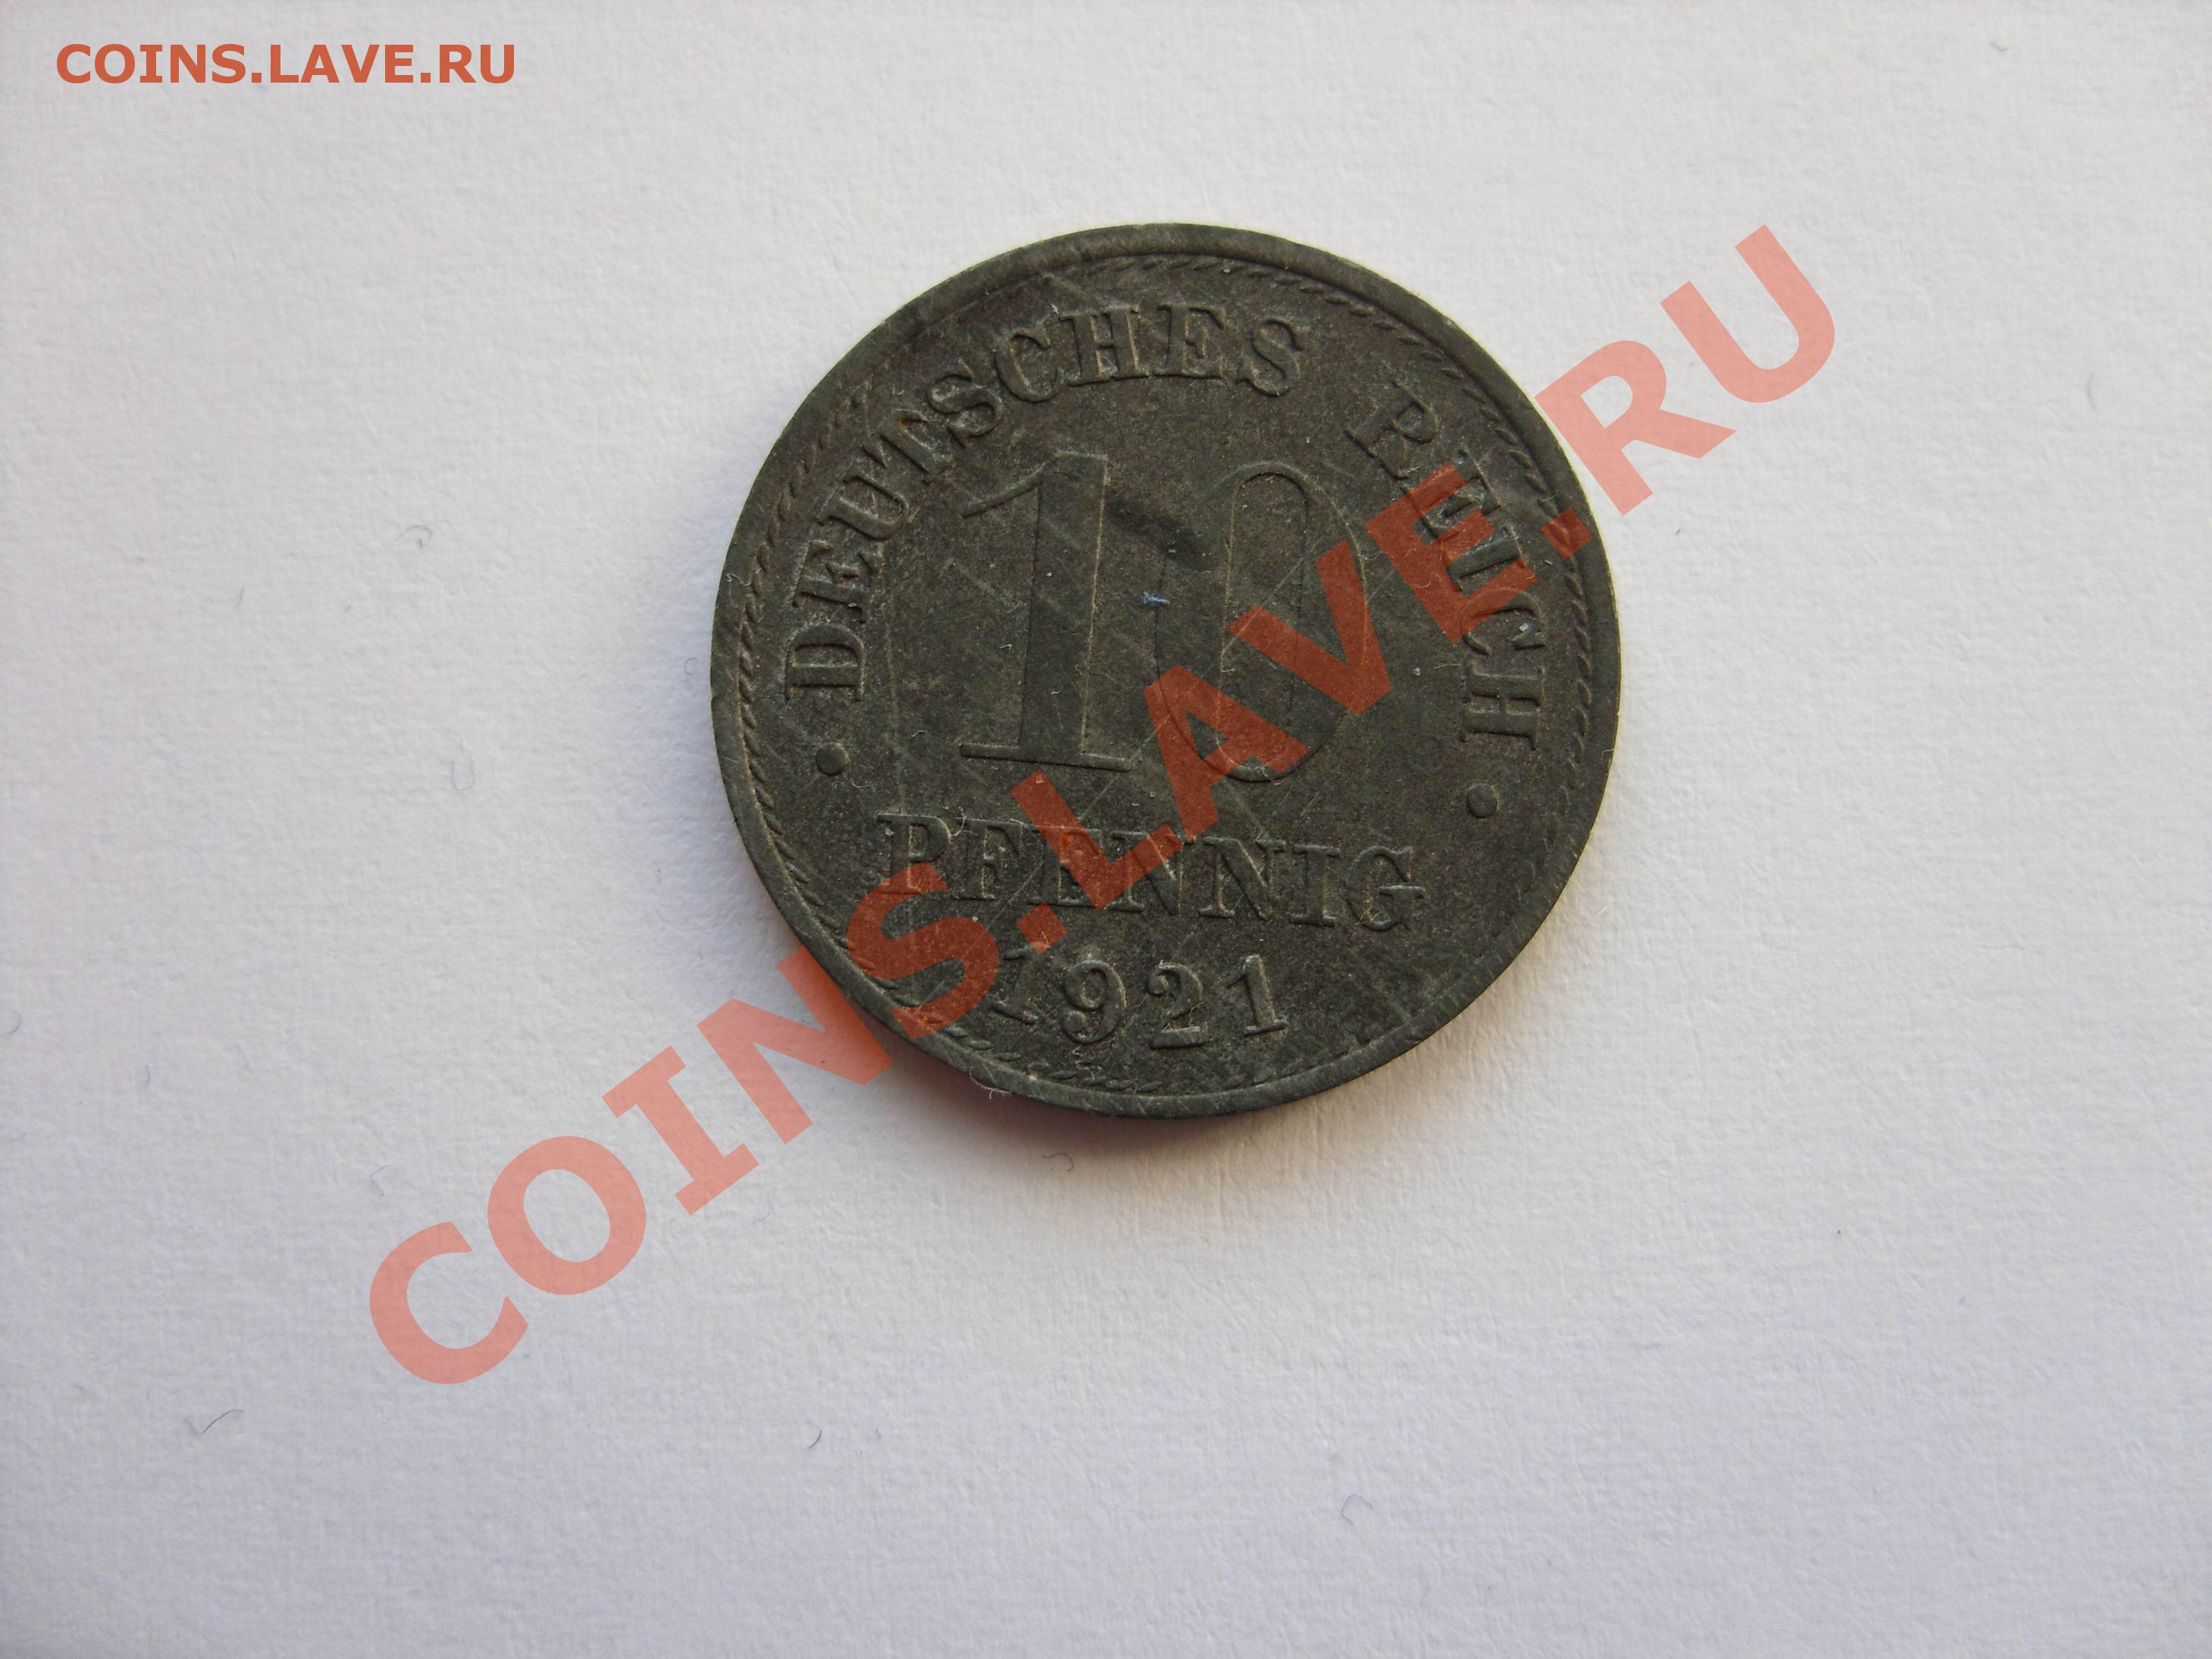 COINS.LAVE.RU
• DEUTSCHES REICH •
10
PFENNIG
1921
COINS.LAVE.RU